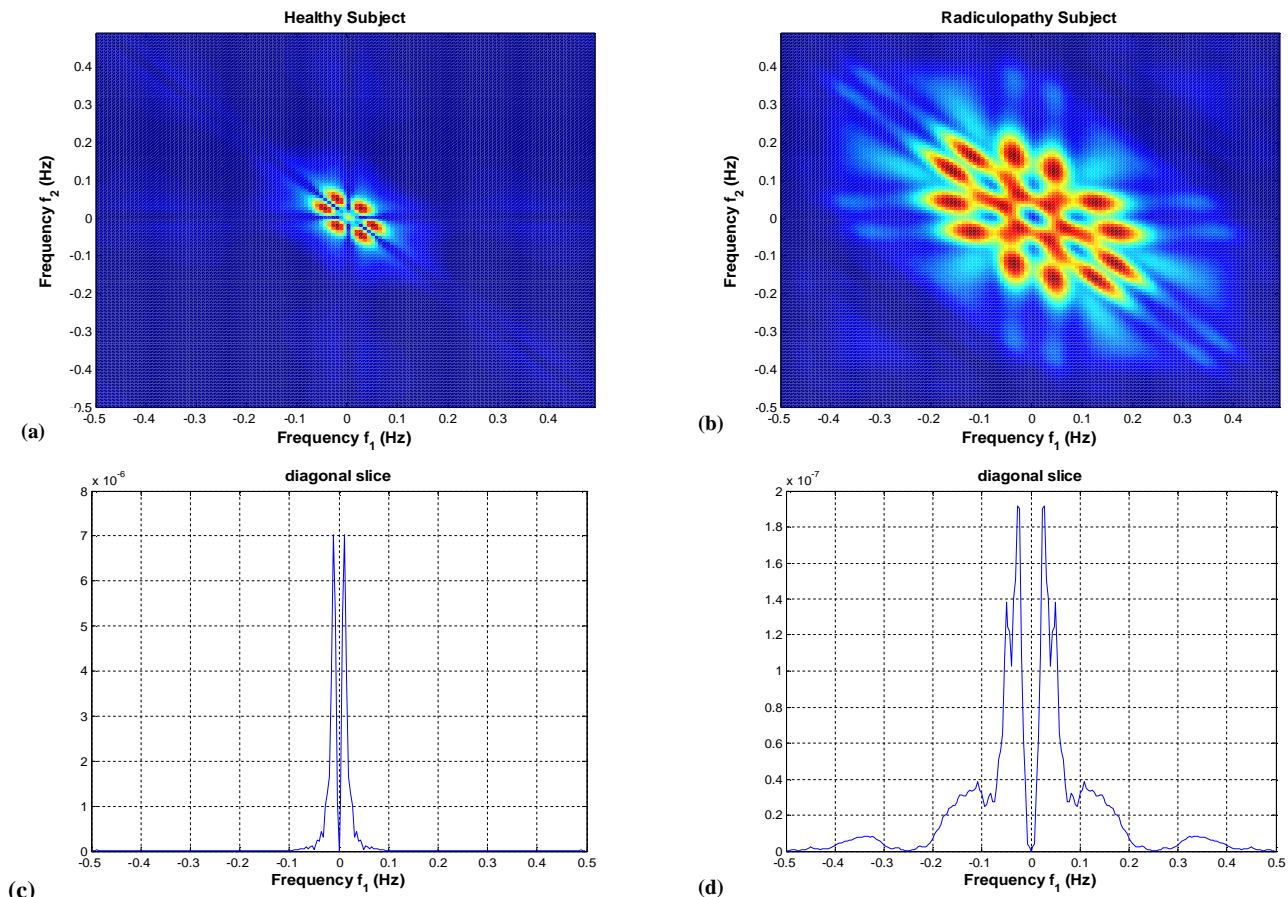 Healthy Subject
0.4
0.3
0.2
0.1
0
-0.1
-0.2
-0.3
-0.4
-0.5
Frequency f_2 (Hz)
-0.5 -0.4 -0.3 -0.2 -0.1 0 0.1 0.2 0.3 0.4
Frequency f_1 (Hz)
(a)
Radiculopathy Subject
0.4
0.3
0.2
0.1
0
-0.1
-0.2
-0.3
-0.4
-0.5
Frequency f_2 (Hz)
-0.5 -0.4 -0.3 -0.2 -0.1 0 0.1 0.2 0.3 0.4
Frequency f_1 (Hz)
(b)
diagonal slice
x 10^-6
8
7
6
5
4
3
2
1
0
-0.5 -0.4 -0.3 -0.2 -0.1 0 0.1 0.2 0.3 0.4 0.5
Frequency f_1 (Hz)
(c)
diagonal slice
x 10^-7
2
1.8
1.6
1.4
1.2
1
0.8
0.6
0.4
0.2
0
-0.5 -0.4 -0.3 -0.2 -0.1 0 0.1 0.2 0.3 0.4 0.5
Frequency f_1 (Hz)
(d)